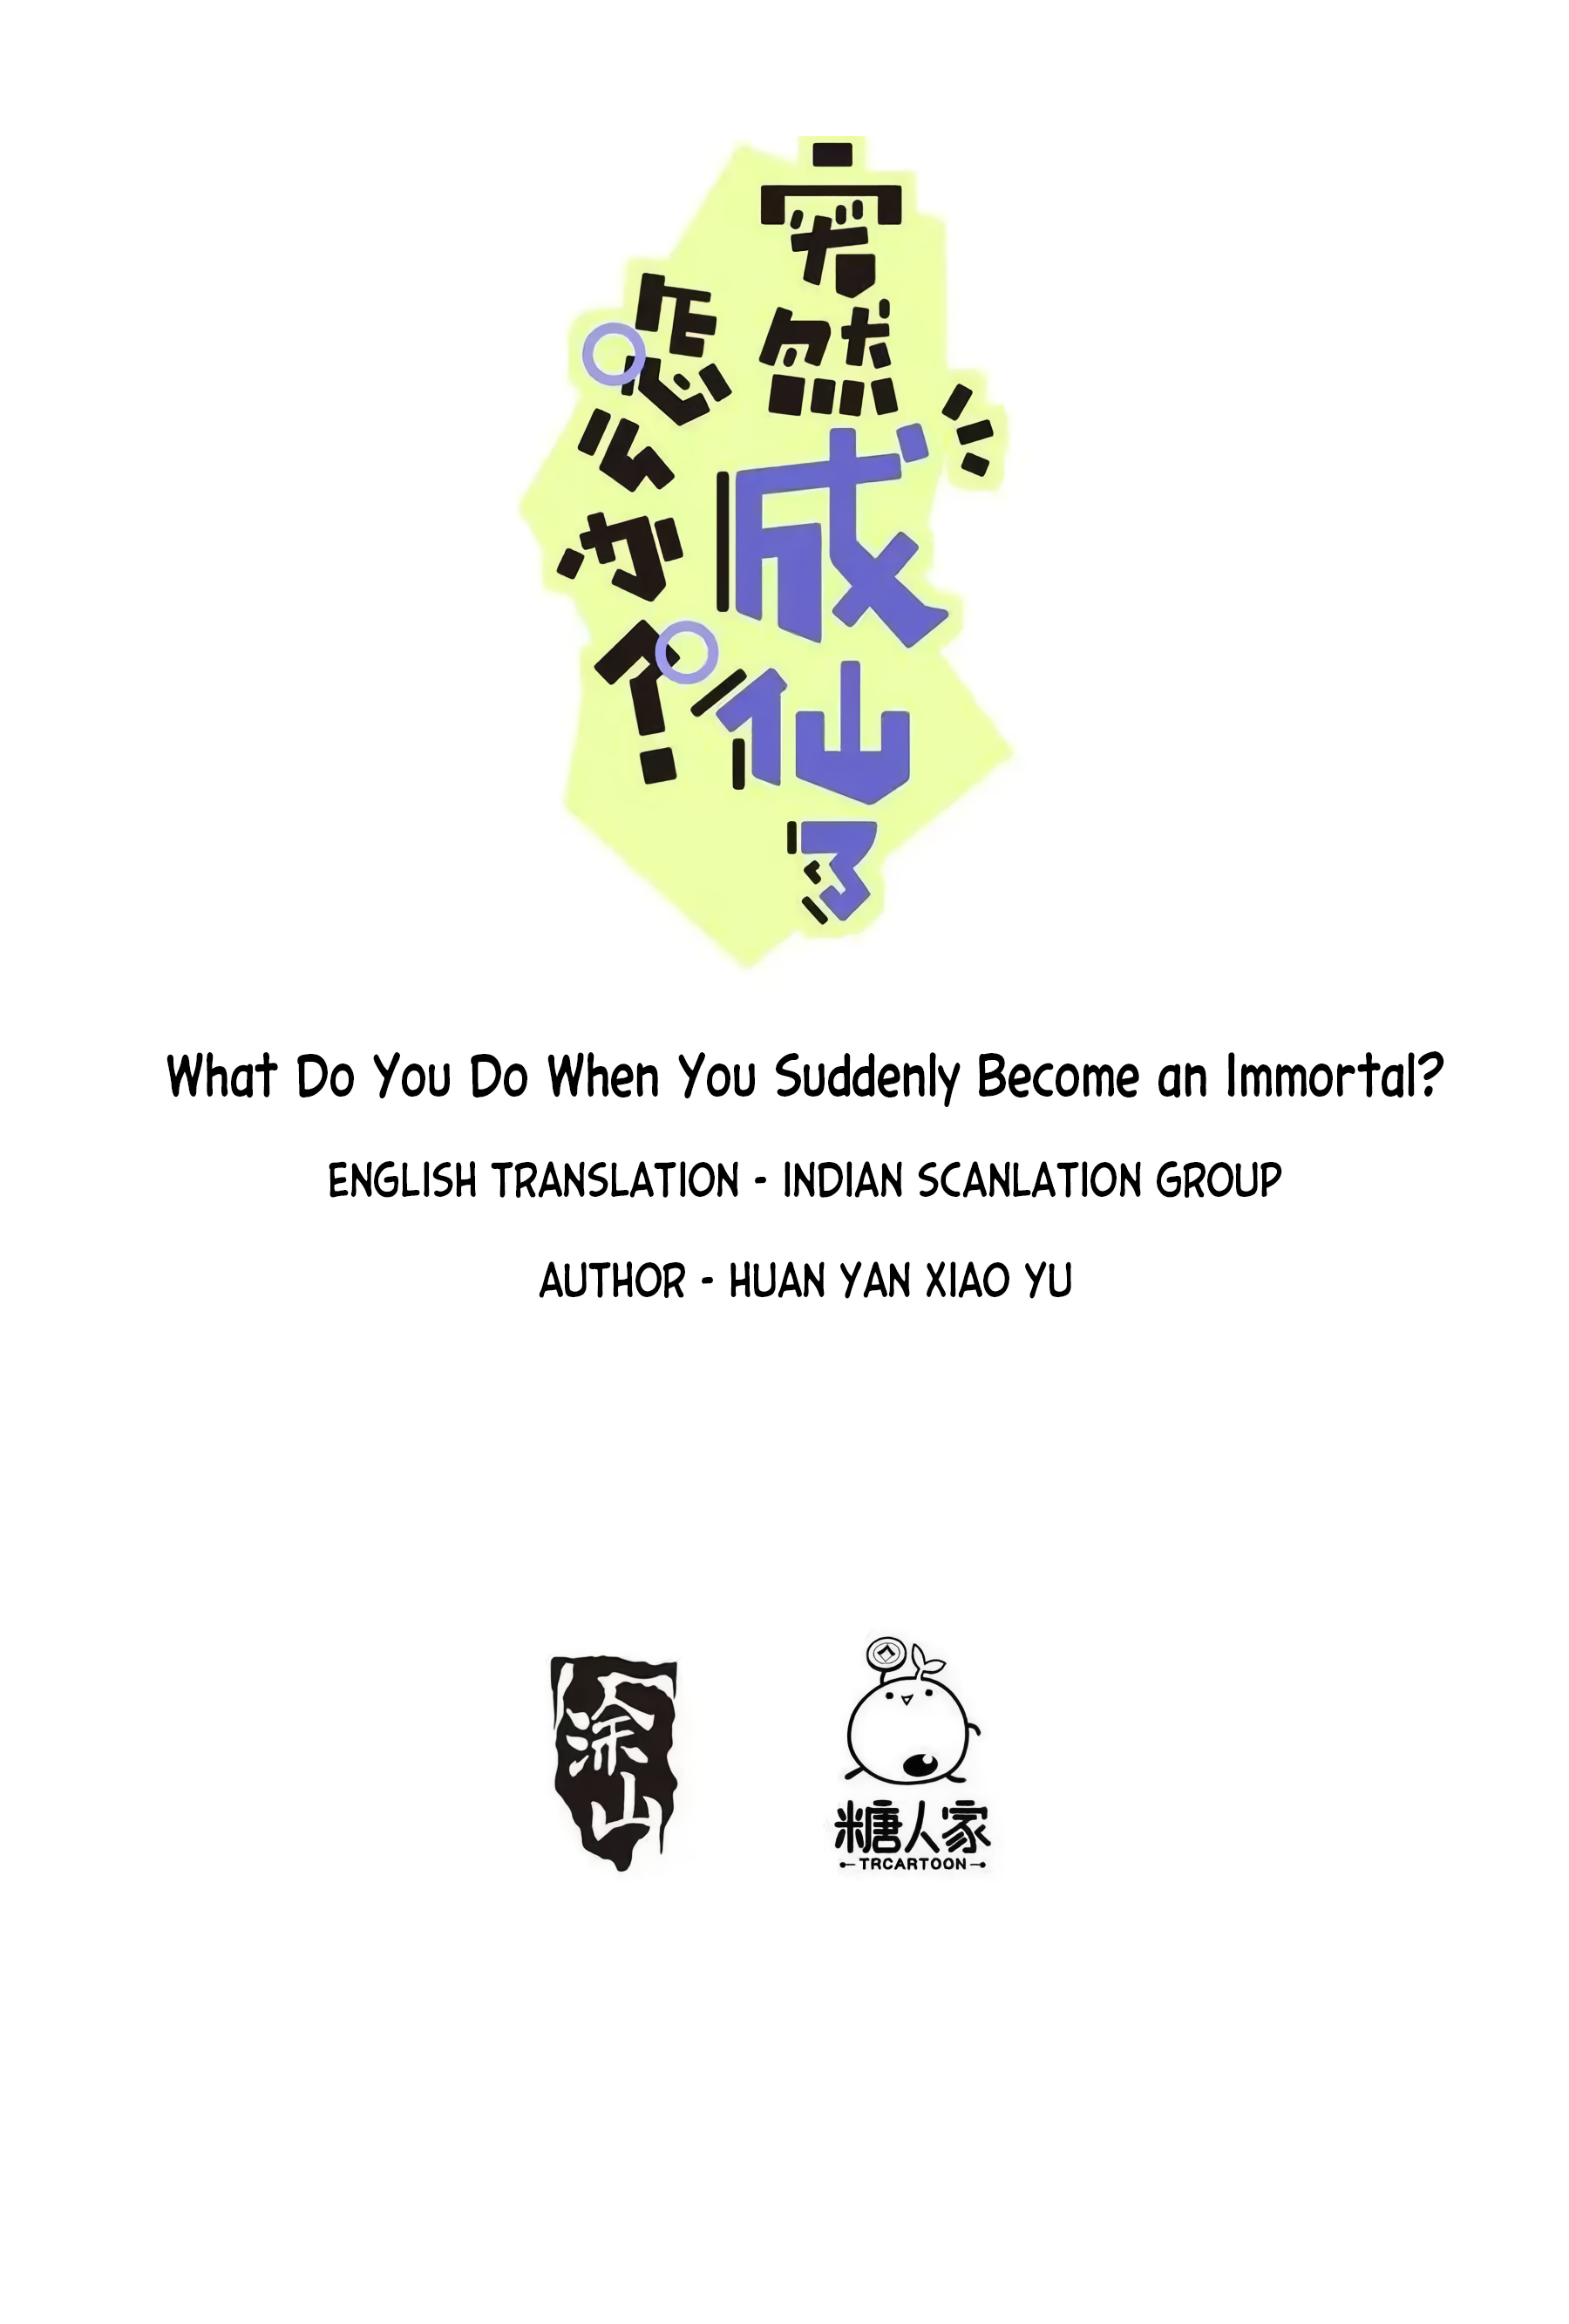 突然
成仙了
怎么办？
What Do You Do When You Suddenly Become an Immortal?
ENGLISH TRANSLATION - INDIAN SCANLATION GROUP
AUTHOR - HUAN YAN XIAO YU
涂山
糖人家
TRCARTOON